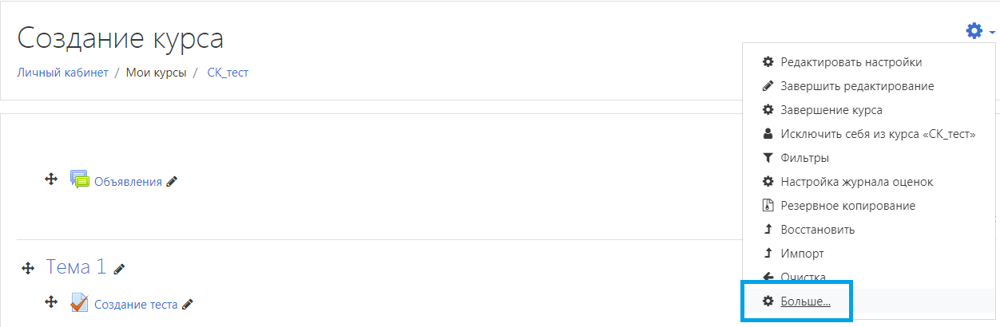 Создание курса
Личный кабинет / Мои курсы / СК_тест
Редактировать настройки
Завершить редактирование
Завершение курса
Исключить себя из курса «СК_тест»
Фильтры
Настройка журнала оценок
Резервное копирование
Восстановить
Импорт
Очистка
Больше...
Объявления
Тема 1
Создание теста